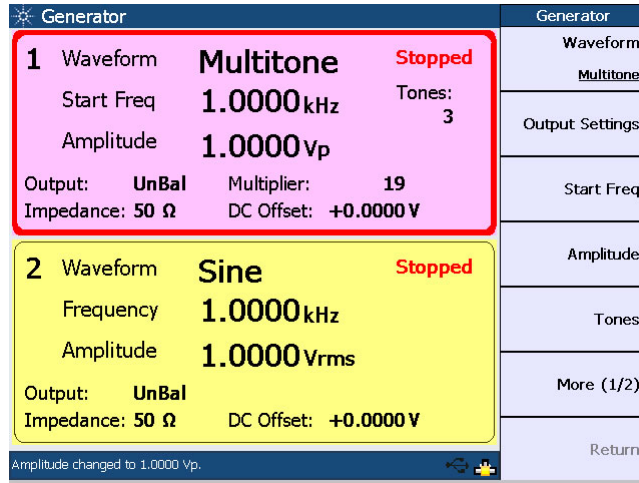 Generator
1 Waveform Multitone Stopped
Start Freq 1.0000 kHz Tones:
3
Amplitude 1.0000 Vp
Output: UnBal Multiplier: 19
Impedance: 50 Ω DC Offset: +0.0000 V
2 Waveform Sine Stopped
Frequency 1.0000 kHz
Amplitude 1.0000 Vrms
Output: UnBal
Impedance: 50 Ω DC Offset: +0.0000 V
Amplitude changed to 1.0000 Vp.
Generator
Waveform
Multitone
Output Settings
Start Freq
Amplitude
Tones
More (1/2)
Return